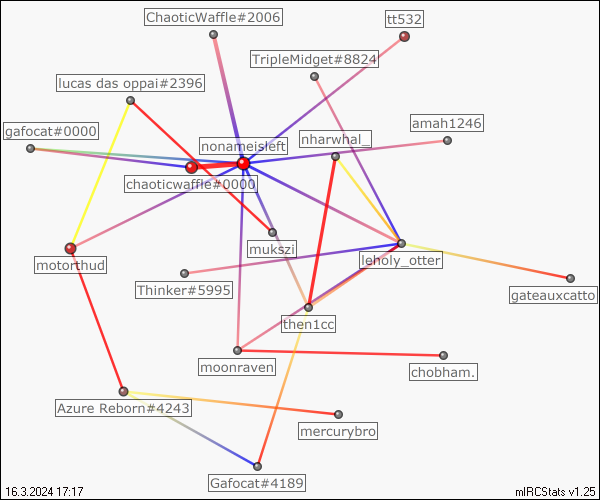 ChaoticWaffle#2006
tt532
TripleMidget#8824
lucas das oppai#2396
amah1246
gafocat#0000
nonameisleft
nharwhal_
chaoticwaffle#0000
mukszi
motorthud
leholy_otter
Thinker#5995
gateauxcatto
then1cc
moonraven
chobham.
Azure Reborn#4243
mercurybro
Gafocat#4189
16.3.2024 17:17
mIRCStats v1.25